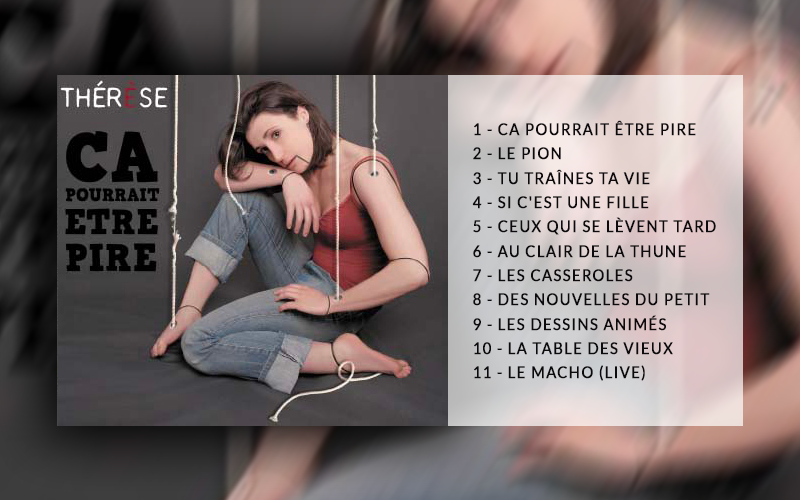 THÉRÈSE
CA
POURRAIT
ETRE
PIRE
1 - CA POURRAIT ÊTRE PIRE
2 - LE PION
3 - TU TRAÎNES TA VIE
4 - SI C'EST UNE FILLE
5 - CEUX QUI SE LÈVENT TARD
6 - AU CLAIR DE LA THUNE
7 - LES CASSEROLES
8 - DES NOUVELLES DU PETIT
9 - LES DESSINS ANIMÉS
10 - LA TABLE DES VIEUX
11 - LE MACHO (LIVE)